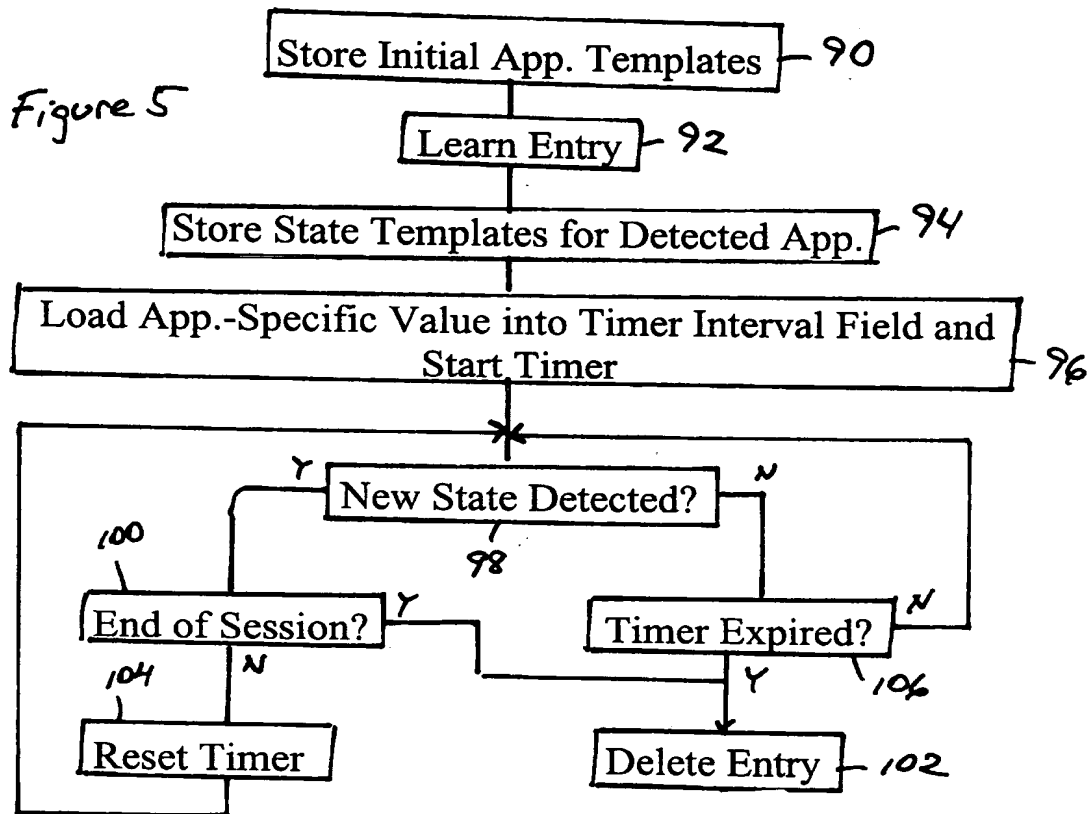 Store Initial App. Templates 90
Figure 5
Learn Entry 92
Store State Templates for Detected App. 94
Load App.-Specific Value into Timer Interval Field and
Start Timer 96
Y New State Detected? N
98
100
End of Session? Y
N
Timer Expired? N
Y 106
104
Reset Timer
Delete Entry 102